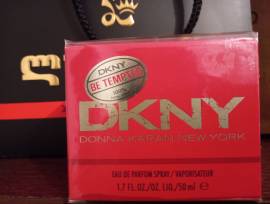 DKNY
BE TEMPTED
100%
DKNY
DONNA KARAN NEW YORK
EAU DE PARFUM SPRAY / VAPORISATEUR
1.7 FL.OZ./OZ. LIQ./50 ml ℮